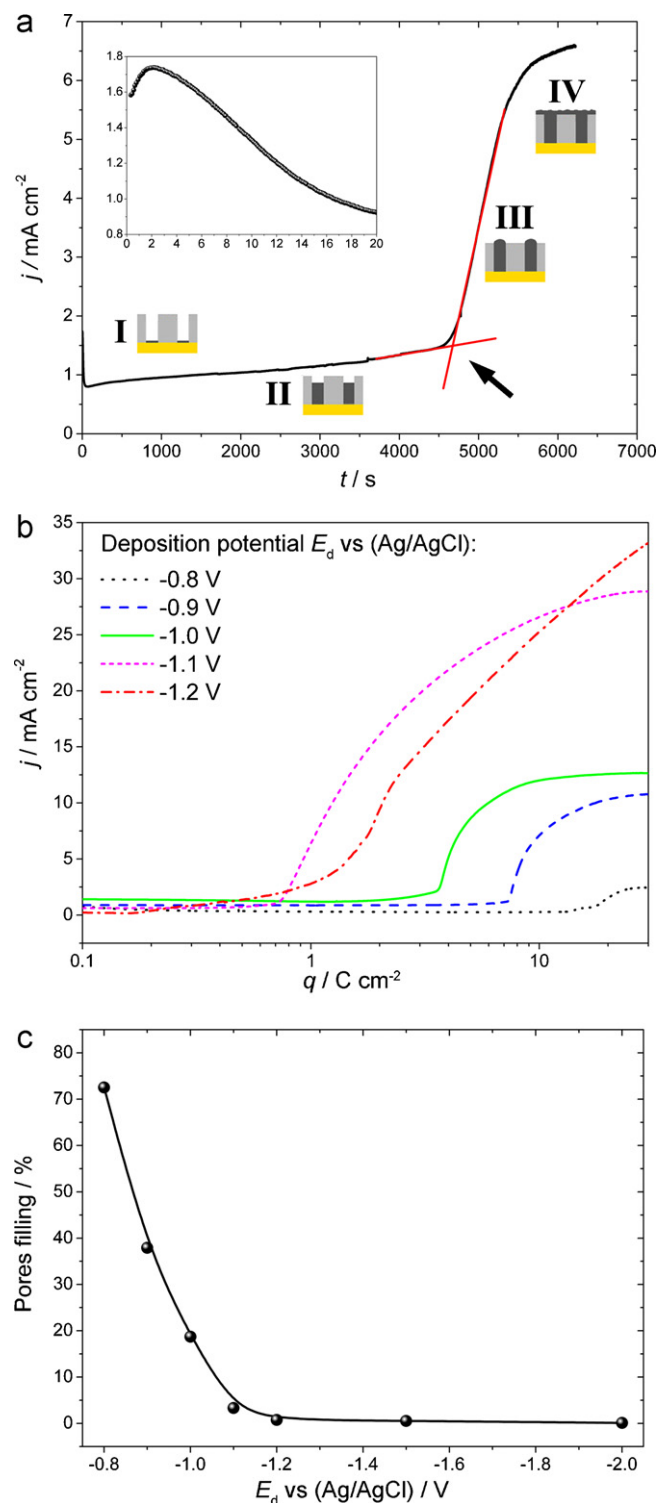 a
j / mA cm⁻²
7
6
5
4
3
2
1
0
1.8
1.6
1.4
1.2
1.0
0.8
0 2 4 6 8 10 12 14 16 18 20
I
II
III
IV
0 1000 2000 3000 4000 5000 6000 7000
t / s
b
j / mA cm⁻²
35
30
25
20
15
10
5
0
Deposition potential E_d vs (Ag/AgCl):
-0.8 V
-0.9 V
-1.0 V
-1.1 V
-1.2 V
0.1 1 10
q / C cm⁻²
c
Pores filling / %
80
70
60
50
40
30
20
10
0
-0.8 -1.0 -1.2 -1.4 -1.6 -1.8 -2.0
E_d vs (Ag/AgCl) / V